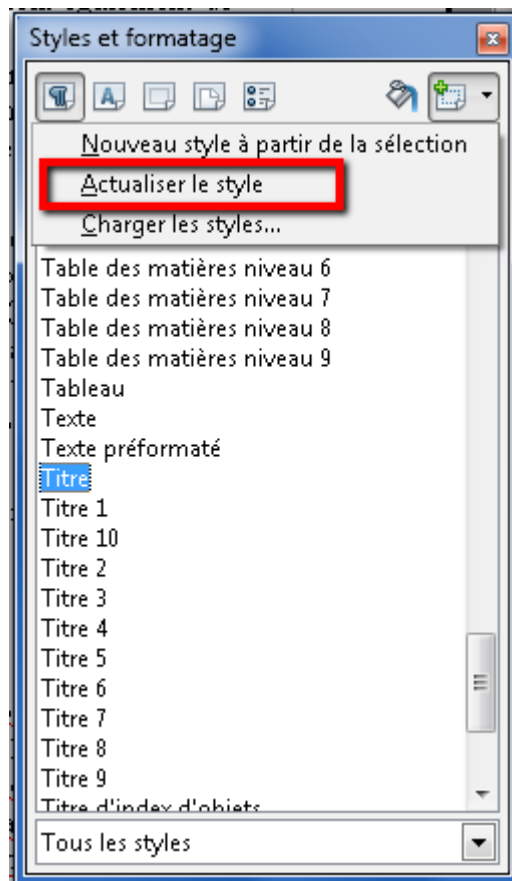 Styles et formatage
Nouveau style à partir de la sélection
Actualiser le style
Charger les styles...
Table des matières niveau 6
Table des matières niveau 7
Table des matières niveau 8
Table des matières niveau 9
Tableau
Texte
Texte préformaté
Titre
Titre 1
Titre 10
Titre 2
Titre 3
Titre 4
Titre 5
Titre 6
Titre 7
Titre 8
Titre 9
Titre d'index d'objets
Tous les styles